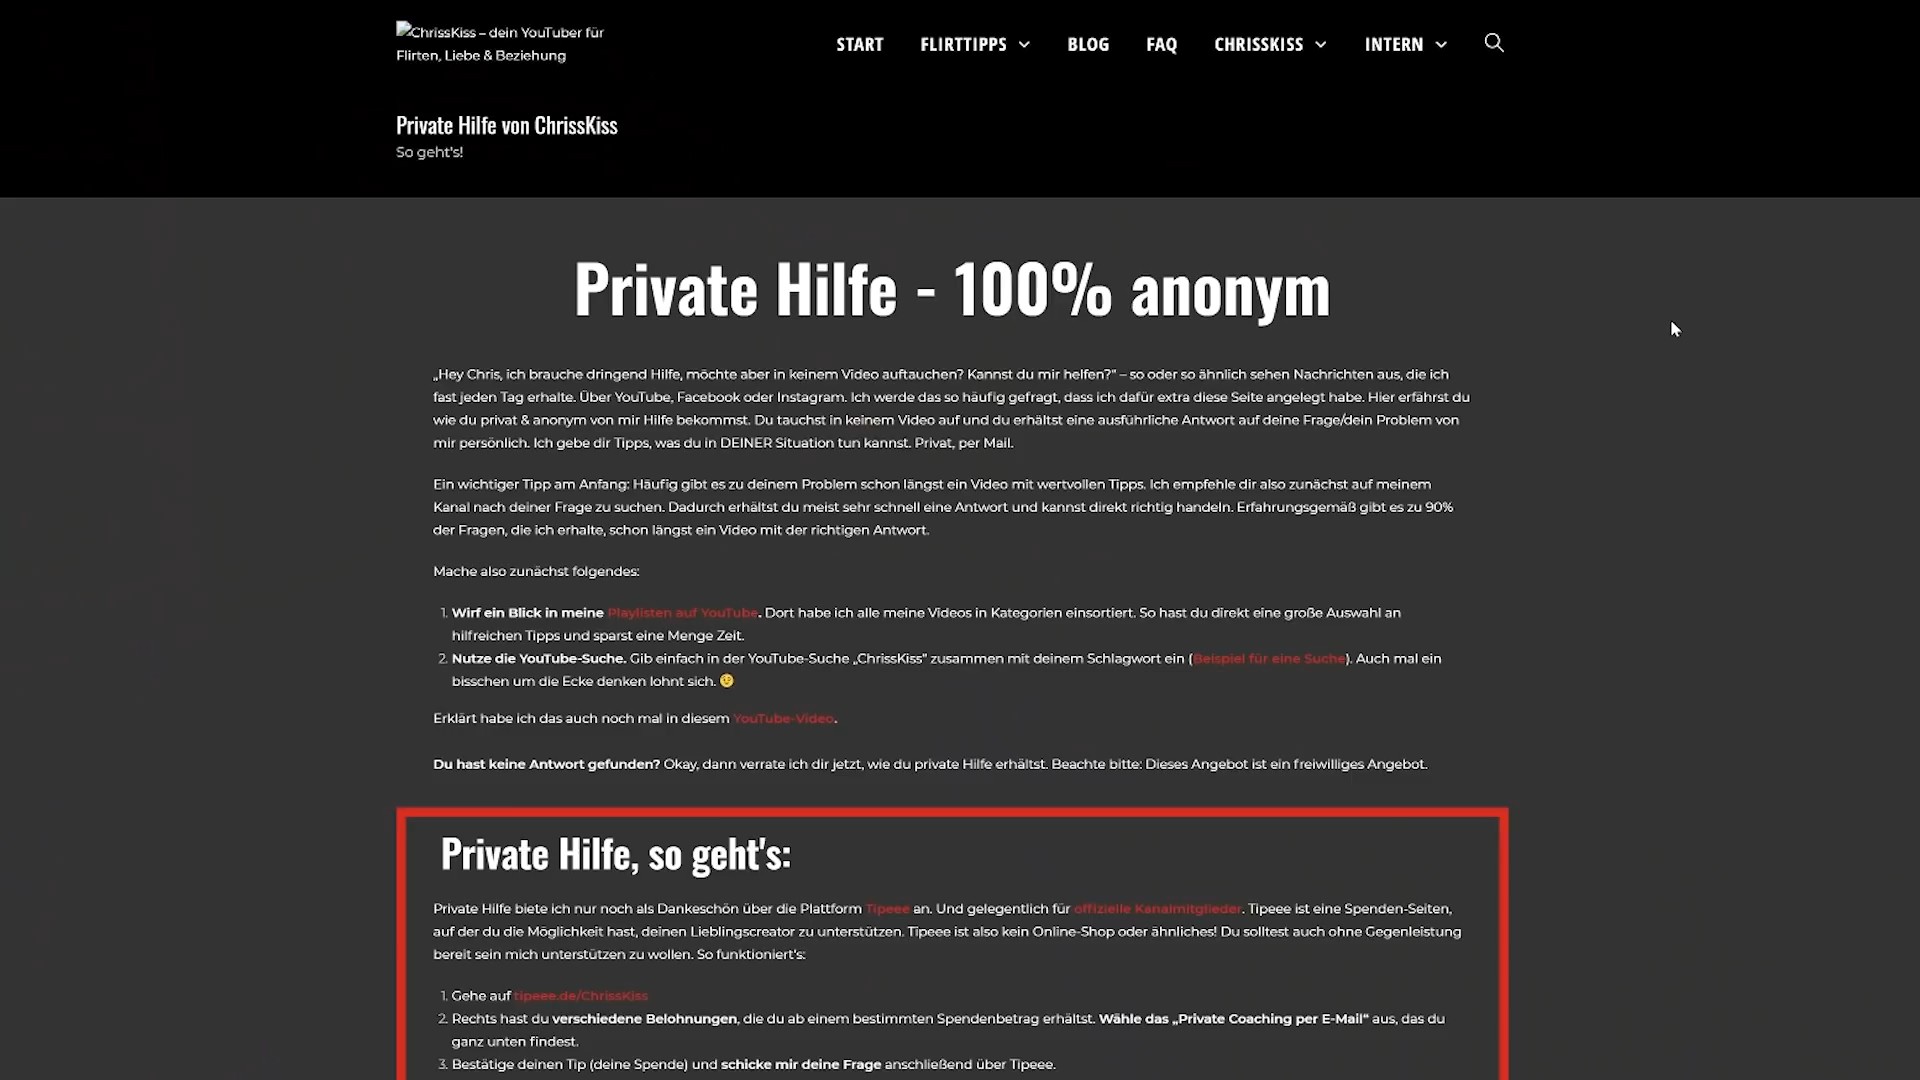 ChrissKiss – dein YouTuber für
Flirten, Liebe & Beziehung
START FLIRTTIPPS BLOG FAQ CHRISSKISS INTERN
Private Hilfe von ChrissKiss
So geht's!
Private Hilfe - 100% anonym
„Hey Chris, ich brauche dringend Hilfe, möchte aber in keinem Video auftauchen? Kannst du mir helfen?" – so oder so ähnlich sehen Nachrichten aus, die ich
fast jeden Tag erhalte. Über YouTube, Facebook oder Instagram. Ich werde das so häufig gefragt, dass ich dafür extra diese Seite angelegt habe. Hier erfährst du
wie du privat & anonym von mir Hilfe bekommst. Du tauchst in keinem Video auf und du erhältst eine ausführliche Antwort auf deine Frage/dein Problem von
mir persönlich. Ich gebe dir Tipps, was du in DEINER Situation tun kannst. Privat, per Mail.
Ein wichtiger Tipp am Anfang: Häufig gibt es zu deinem Problem schon längst ein Video mit wertvollen Tipps. Ich empfehle dir also zunächst auf meinem
Kanal nach deiner Frage zu suchen. Dadurch erhältst du meist sehr schnell eine Antwort und kannst direkt richtig handeln. Erfahrungsgemäß gibt es zu 90%
der Fragen, die ich erhalte, schon längst ein Video mit der richtigen Antwort.
Mache also zunächst folgendes:
1. Wirf ein Blick in meine Playlisten auf YouTube. Dort habe ich alle meine Videos in Kategorien einsortiert. So hast du direkt eine große Auswahl an
hilfreichen Tipps und sparst eine Menge Zeit.
2. Nutze die YouTube-Suche. Gib einfach in der YouTube-Suche „ChrissKiss" zusammen mit deinem Schlagwort ein (Beispiel für eine Suche). Auch mal ein
bisschen um die Ecke denken lohnt sich.
Erklärt habe ich das auch noch mal in diesem YouTube-Video.
Du hast keine Antwort gefunden? Okay, dann verrate ich dir jetzt, wie du private Hilfe erhältst. Beachte bitte: Dieses Angebot ist ein freiwilliges Angebot.
Private Hilfe, so geht's:
Private Hilfe biete ich nur noch als Dankeschön über die Plattform Tipeee an. Und gelegentlich für offizielle Kanalmitglieder. Tipeee ist eine Spenden-Seiten,
auf der du die Möglichkeit hast, deinen Lieblingscreator zu unterstützen. Tipeee ist also kein Online-Shop oder ähnliches! Du solltest auch ohne Gegenleistung
bereit sein mich unterstützen zu wollen. So funktioniert's:
1. Gehe auf tipeee.de/ChrissKiss
2. Rechts hast du verschiedene Belohnungen, die du ab einem bestimmten Spendenbetrag erhältst. Wähle das „Private Coaching per E-Mail" aus, das du
ganz unten findest.
3. Bestätige deinen Tip (deine Spende) und schicke mir deine Frage anschließend über Tipeee.